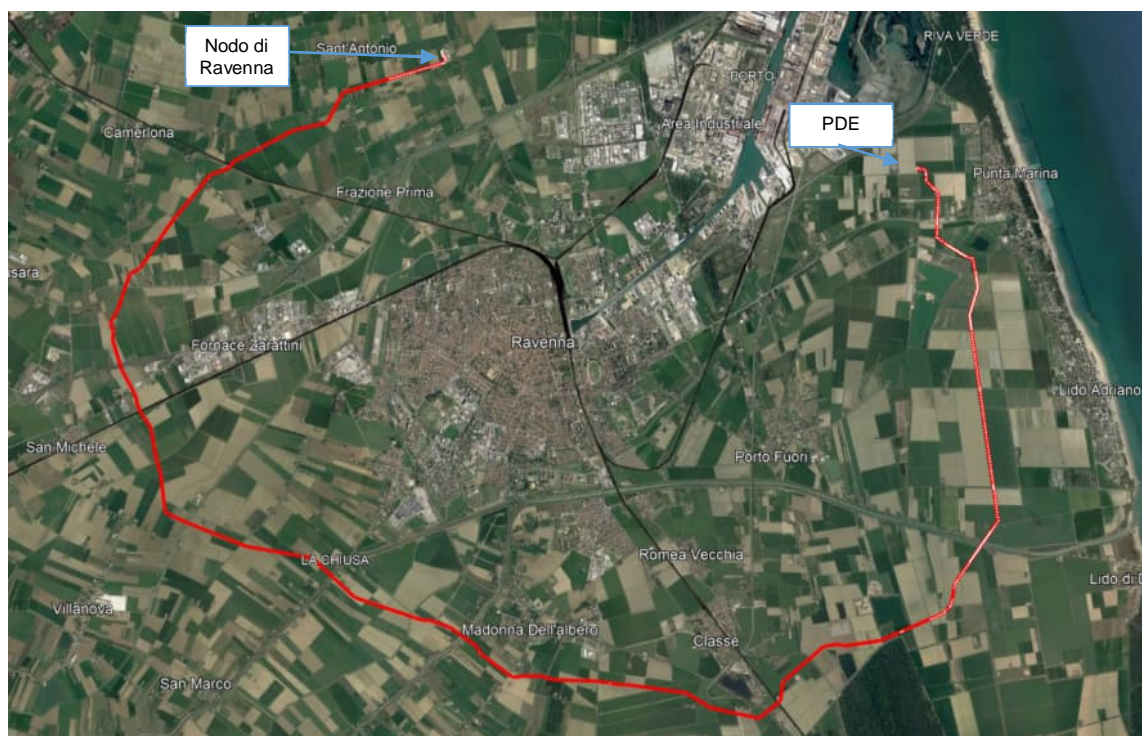 Nodo di
Ravenna
Sant'Antonio
RIVA VERDE
PORTO
PDE
Area Industriale
Camerlona
Punta Marina
Frazione Prima
sara
Ravenna
Fornace Zarattini
Lido Adriano
San Michele
Porto Fuori
LA CHIUSA
Romea Vecchia
Lido di D
Villanova
Madonna Dell'albero
Classe
San Marco